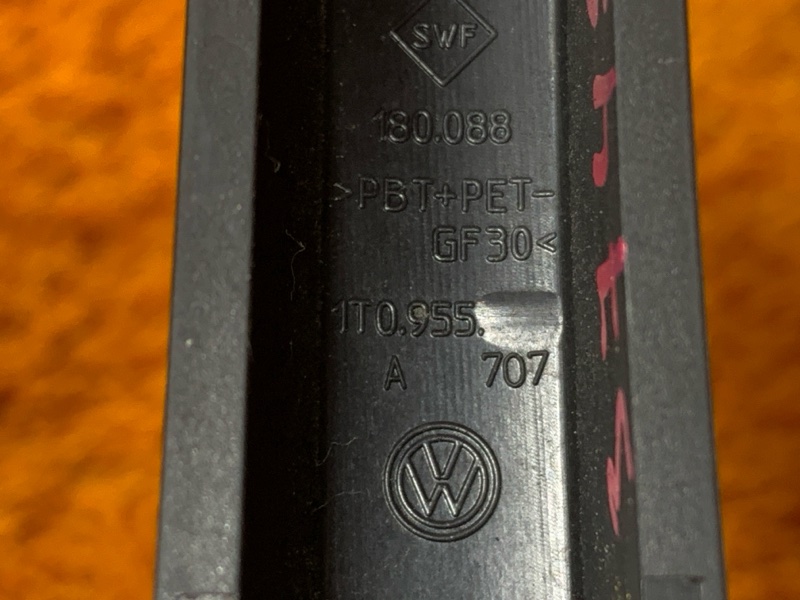 SWF
180.088
>PBT+PET-
GF30<
1T0.955.
A 707